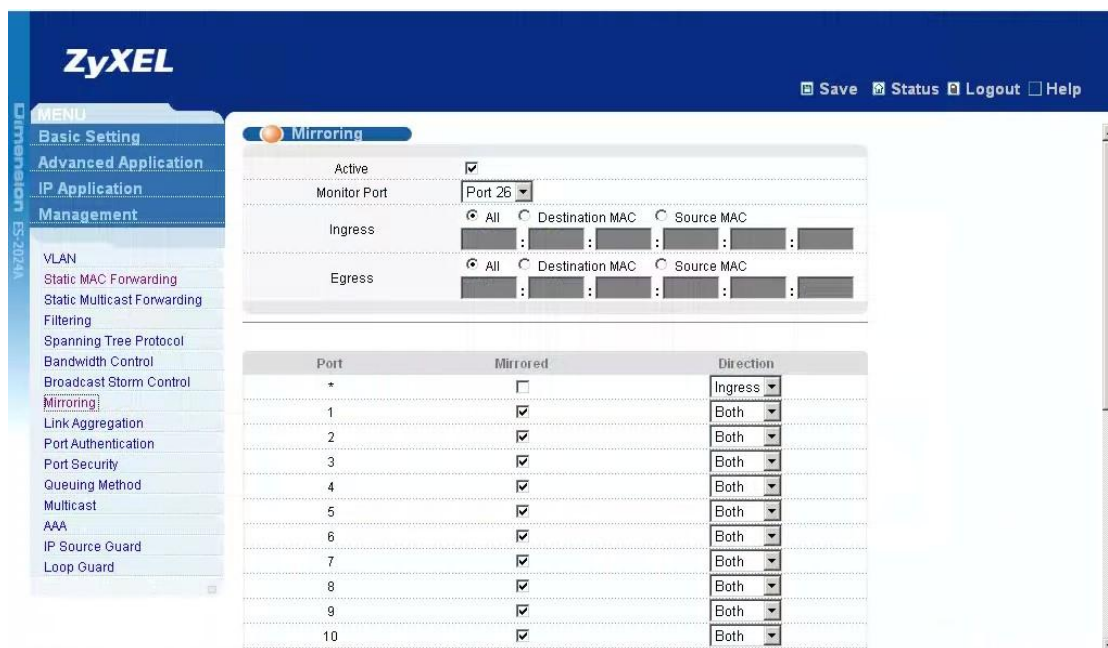 ZyXEL
Save Status Logout Help
Dimension ES-2024A
MENU
Basic Setting
Advanced Application
IP Application
Management
VLAN
Static MAC Forwarding
Static Multicast Forwarding
Filtering
Spanning Tree Protocol
Bandwidth Control
Broadcast Storm Control
Mirroring
Link Aggregation
Port Authentication
Port Security
Queuing Method
Multicast
AAA
IP Source Guard
Loop Guard
Mirroring
Active
Monitor Port Port 26
Ingress All Destination MAC Source MAC
: : : : :
Egress All Destination MAC Source MAC
: : : : :
Port Mirrored Direction
* Ingress
1 Both
2 Both
3 Both
4 Both
5 Both
6 Both
7 Both
8 Both
9 Both
10 Both